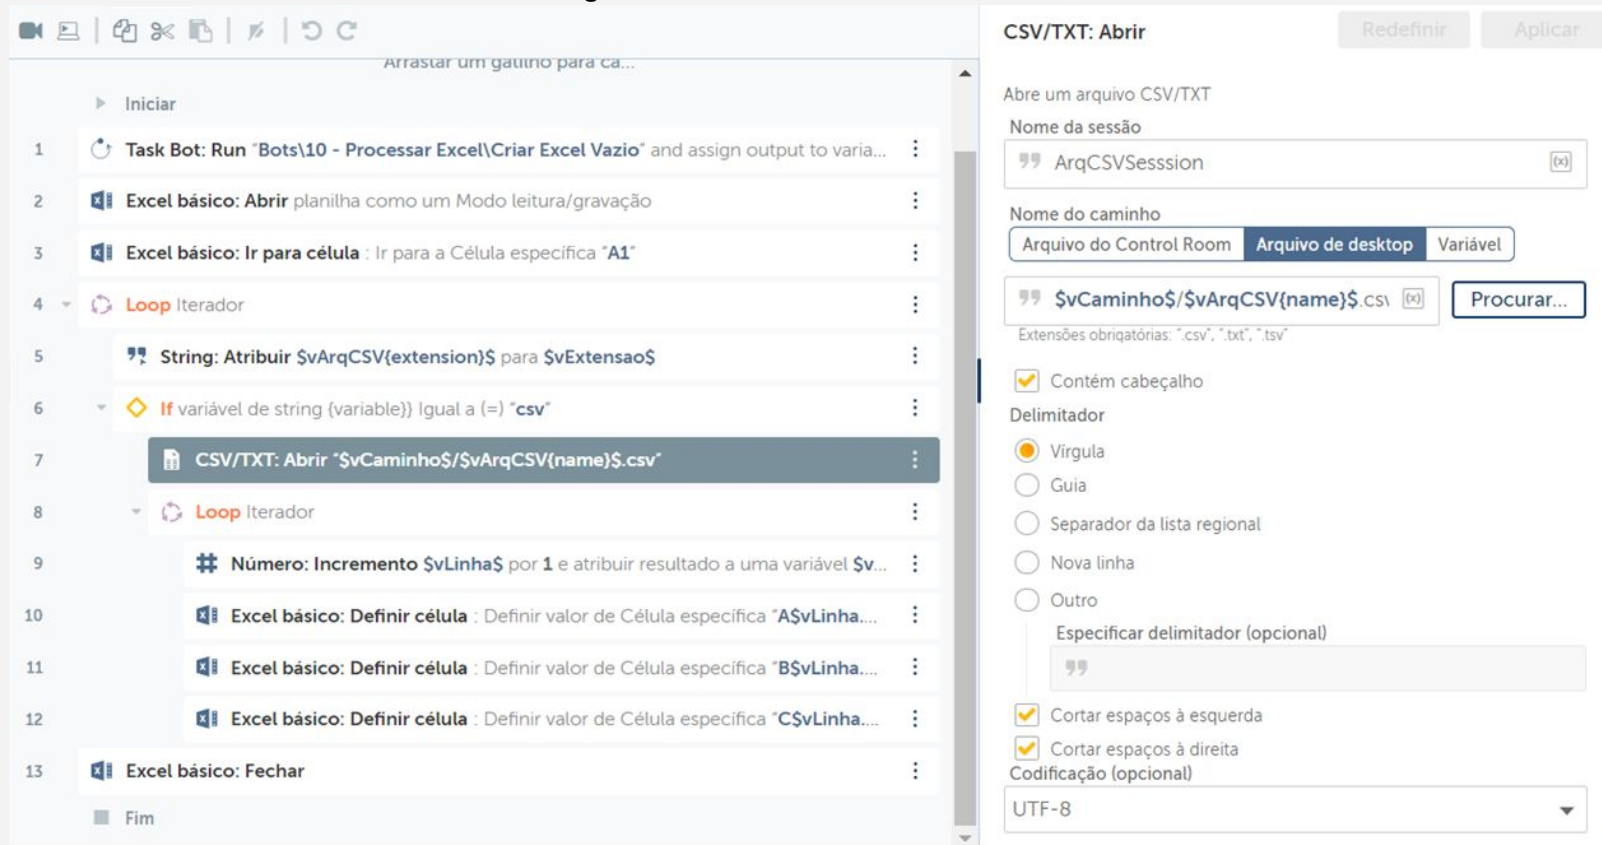 Arrastar um gatilho para ca...
Iniciar
1 Task Bot: Run "Bots\10 - Processar Excel\Criar Excel Vazio" and assign output to varia...
2 Excel básico: Abrir planilha como um Modo leitura/gravação
3 Excel básico: Ir para célula : Ir para a Célula específica "A1"
4 Loop Iterador
5 String: Atribuir $vArqCSV{extension}$ para $vExtensao$
6 If variável de string {variable}} Igual a (=) "csv"
7 CSV/TXT: Abrir "$vCaminho$/$vArqCSV{name}$.csv"
8 Loop Iterador
9 Número: Incremento $vLinha$ por 1 e atribuir resultado a uma variável $v...
10 Excel básico: Definir célula : Definir valor de Célula específica "A$vLinha....
11 Excel básico: Definir célula : Definir valor de Célula específica "B$vLinha....
12 Excel básico: Definir célula : Definir valor de Célula específica "C$vLinha....
13 Excel básico: Fechar
Fim
CSV/TXT: Abrir
Redefinir
Aplicar
Abre um arquivo CSV/TXT
Nome da sessão
ArqCSVSesssion
(x)
Nome do caminho
Arquivo do Control Room Arquivo de desktop Variável
$vCaminho$/$vArqCSV{name}$.csv (x) Procurar...
Extensões obrigatórias: ".csv", ".txt", ".tsv"
Contém cabeçalho
Delimitador
Vírgula
Guia
Separador da lista regional
Nova linha
Outro
Especificar delimitador (opcional)
Cortar espaços à esquerda
Cortar espaços à direita
Codificação (opcional)
UTF-8